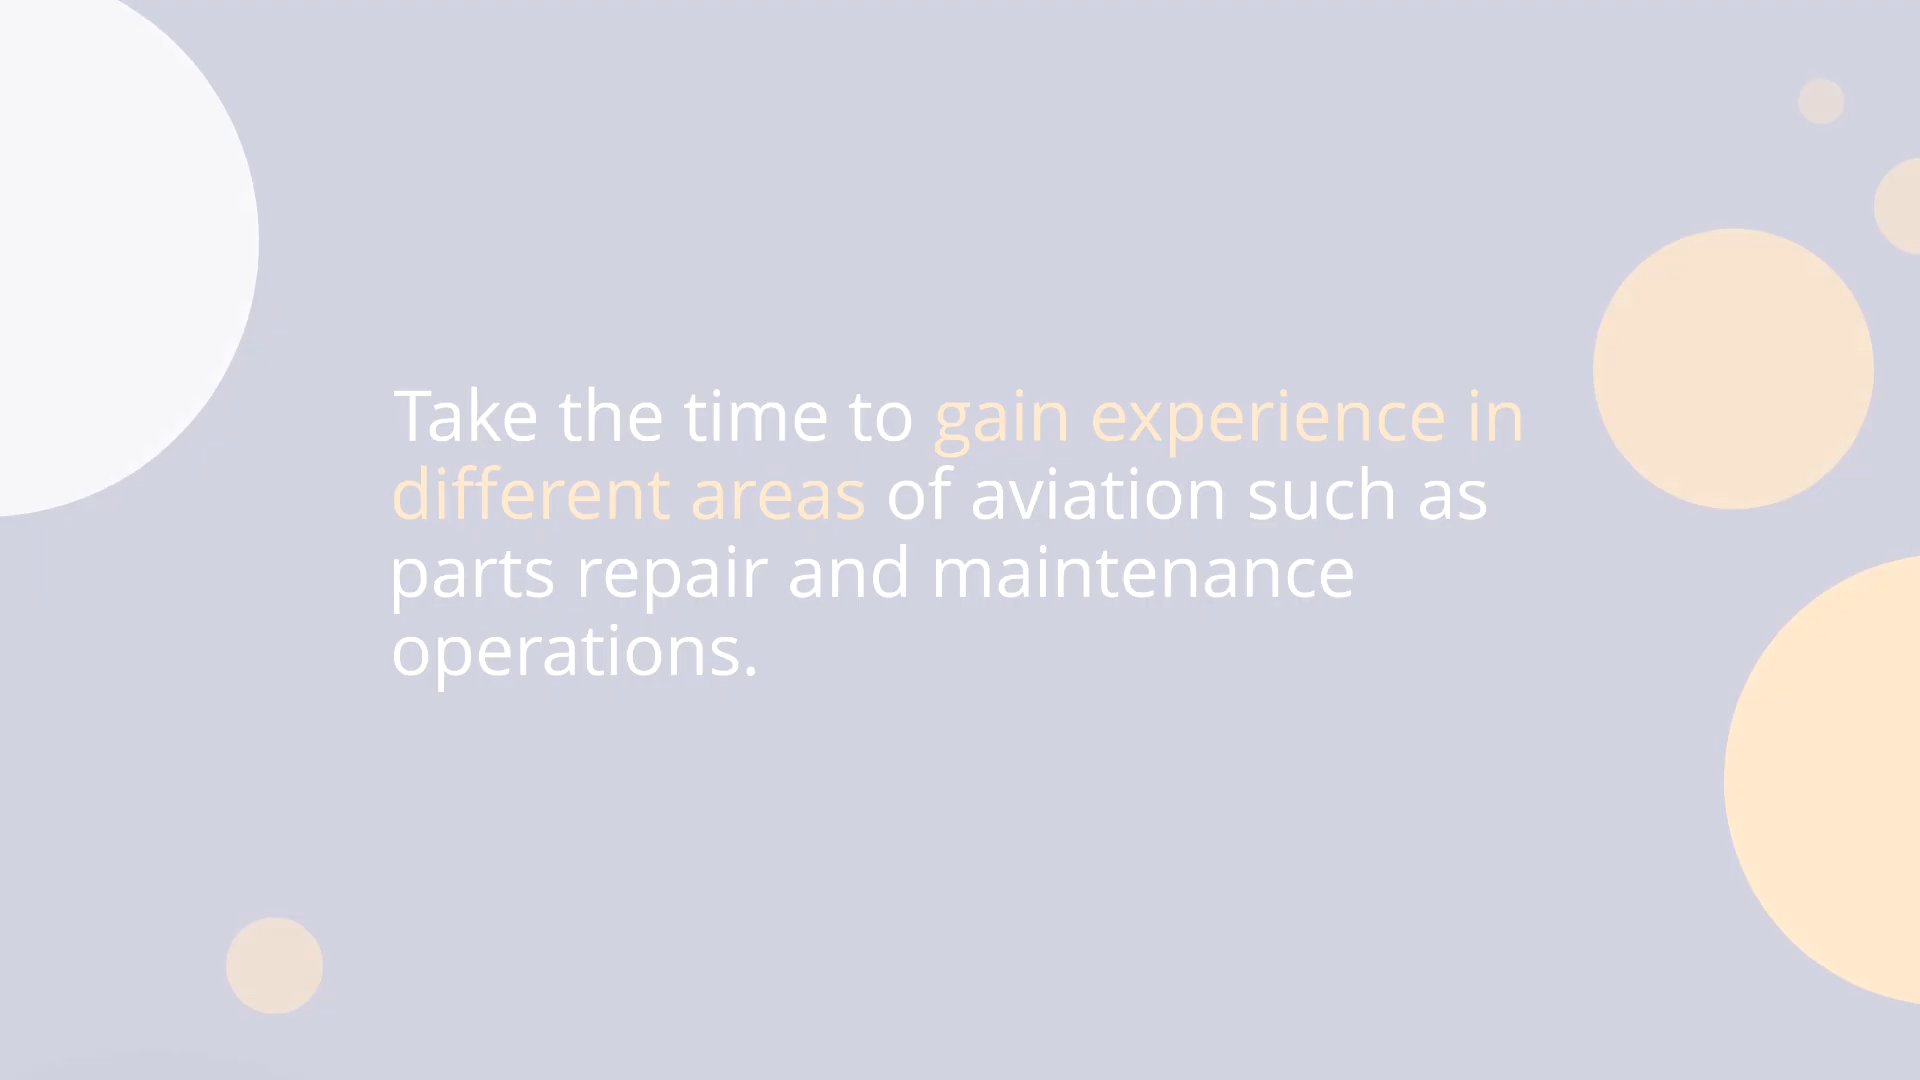 Take the time to gain experience in
different areas of aviation such as
parts repair and maintenance
operations.